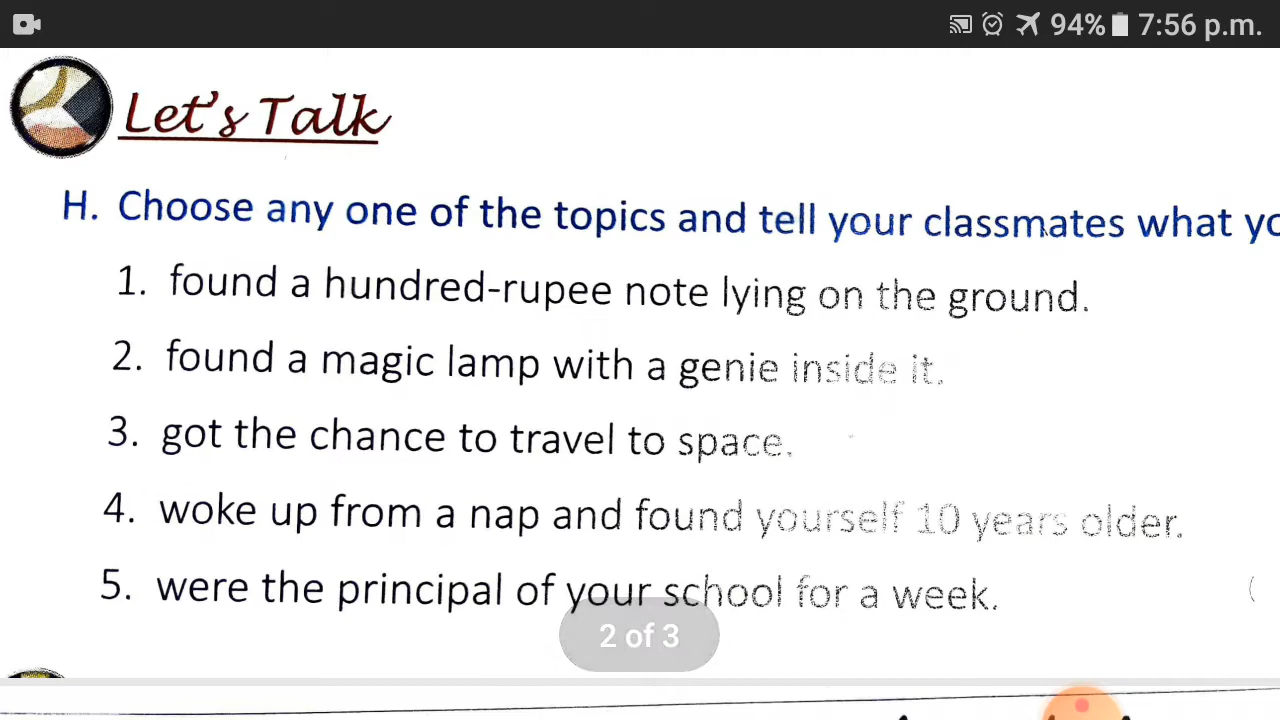 94% 7:56 p.m.
Let's Talk
H. Choose any one of the topics and tell your classmates what
1. found a hundred-rupee note lying on the ground.
2. found a magic lamp with a genie inside it.
3. got the chance to travel to space.
4. woke up from a nap and found yourself 10 years older.
5. were the principal of your school for a week.
2 of 3